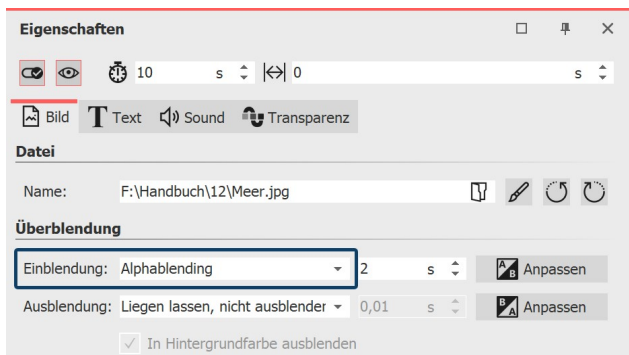 Eigenschaften
10 s 0 s
Bild Text Sound Transparenz
Datei
Name: F:\Handbuch\12\Meer.jpg
Überblendung
Einblendung: Alphablending 2 s A B Anpassen
Ausblendung: Liegen lassen, nicht ausblenden 0,01 s B A Anpassen
In Hintergrundfarbe ausblenden